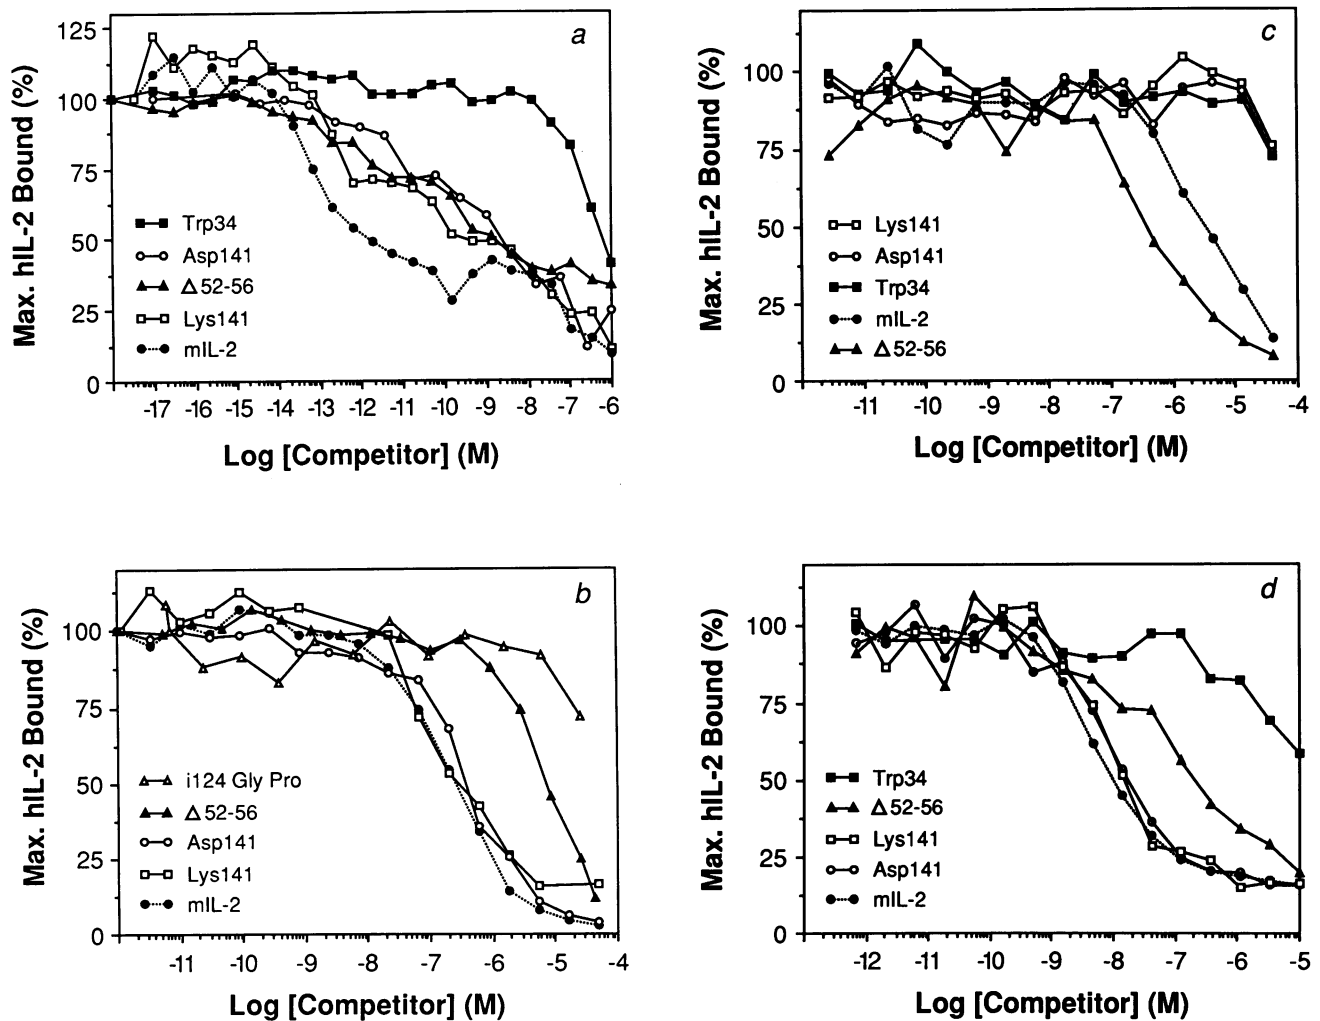 a
Max. hIL-2 Bound (%)
125
100
75
50
25
0
Trp34
Asp141
Δ 52-56
Lys141
mIL-2
-17 -16 -15 -14 -13 -12 -11 -10 -9 -8 -7 -6
Log [Competitor] (M)
c
Max. hIL-2 Bound (%)
100
75
50
25
0
Lys141
Asp141
Trp34
mIL-2
Δ 52-56
-11 -10 -9 -8 -7 -6 -5 -4
Log [Competitor] (M)
b
Max. hIL-2 Bound (%)
100
75
50
25
0
i124 Gly Pro
Δ 52-56
Asp141
Lys141
mIL-2
-11 -10 -9 -8 -7 -6 -5 -4
Log [Competitor] (M)
d
Max. hIL-2 Bound (%)
100
75
50
25
0
Trp34
Δ 52-56
Lys141
Asp141
mIL-2
-12 -11 -10 -9 -8 -7 -6 -5
Log [Competitor] (M)